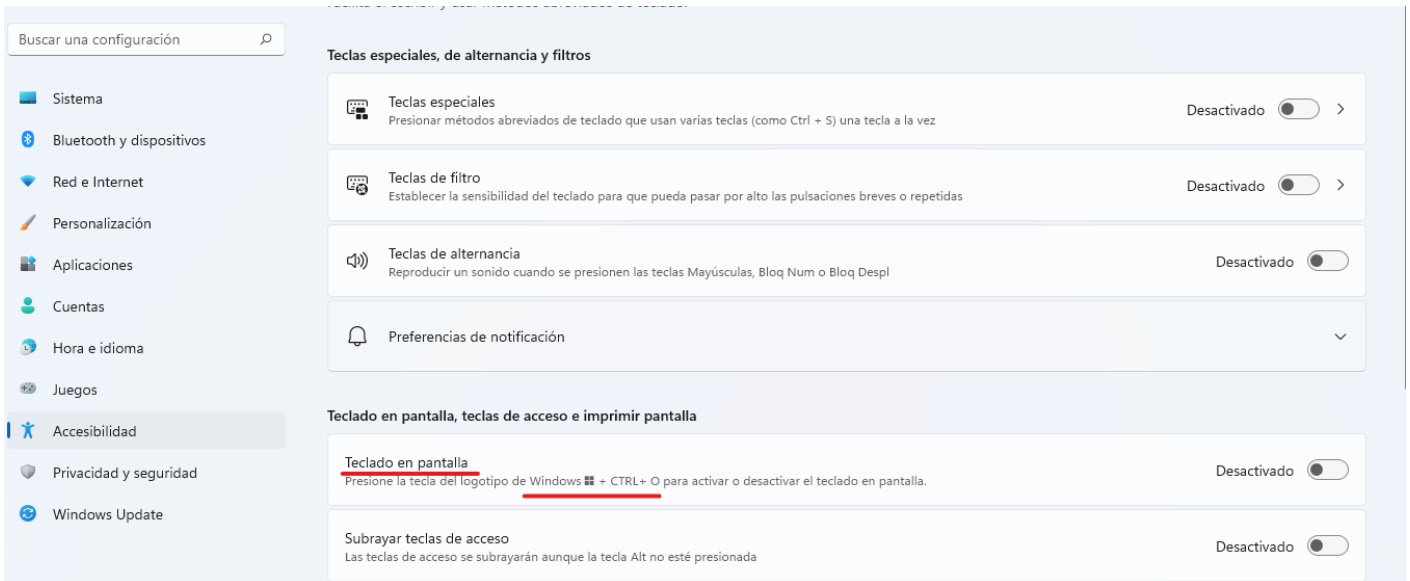 Buscar una configuración
Sistema
Bluetooth y dispositivos
Red e Internet
Personalización
Aplicaciones
Cuentas
Hora e idioma
Juegos
Accesibilidad
Privacidad y seguridad
Windows Update
Teclas especiales, de alternancia y filtros
Teclas especiales
Presionar métodos abreviados de teclado que usan varias teclas (como Ctrl + S) una tecla a la vez
Desactivado
Teclas de filtro
Establecer la sensibilidad del teclado para que pueda pasar por alto las pulsaciones breves o repetidas
Desactivado
Teclas de alternancia
Reproducir un sonido cuando se presionen las teclas Mayúsculas, Bloq Num o Bloq Despl
Desactivado
Preferencias de notificación
Teclado en pantalla, teclas de acceso e imprimir pantalla
Teclado en pantalla
Presione la tecla del logotipo de Windows + CTRL+ O para activar o desactivar el teclado en pantalla.
Desactivado
Subrayar teclas de acceso
Las teclas de acceso se subrayarán aunque la tecla Alt no esté presionada
Desactivado